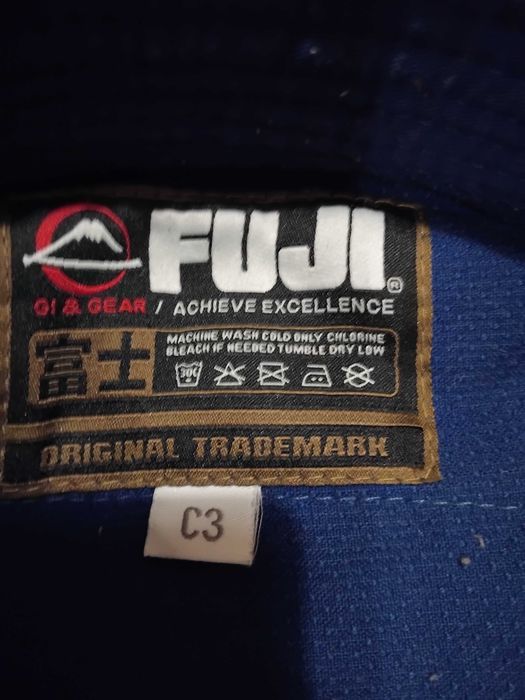 FUJI®
GI & GEAR / ACHIEVE EXCELLENCE
富士
MACHINE WASH COLD ONLY CHLORINE
BLEACH IF NEEDED TUMBLE DRY LOW
30C
ORIGINAL TRADEMARK
C3